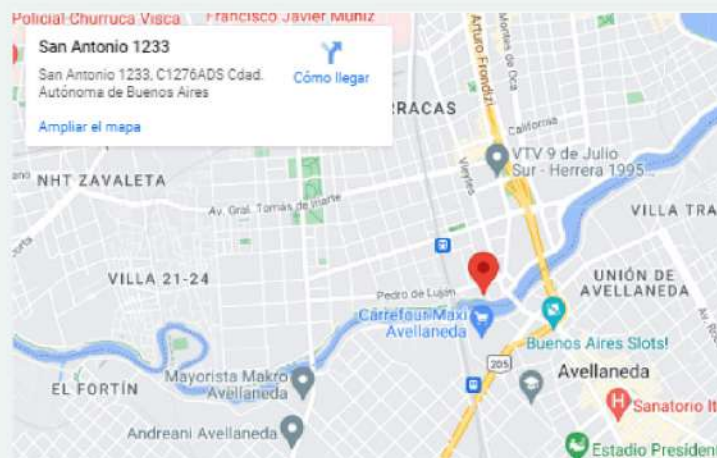 Policial Churruca Visca
Francisco Javier Muñiz
San Antonio 1233
San Antonio 1233, C1276ADS Cdad.
Autónoma de Buenos Aires
Cómo llegar
Ampliar el mapa
Arturo Frondizi
Montes de Oca
RRACAS
California
Vieytes
VTV 9 de Julio
Sur - Herrera 1995...
NHT ZAVALETA
Av. Gral. Tomás de Iriarte
VILLA TRA
VILLA 21-24
UNIÓN DE
AVELLANEDA
Pedro de Luján
Carrefour Maxi
Avellaneda
Buenos Aires Slots!
205
Mayorista Makro
Avellaneda
Avellaneda
EL FORTÍN
Sanatorio It
Andreani Avellaneda
Estadio President